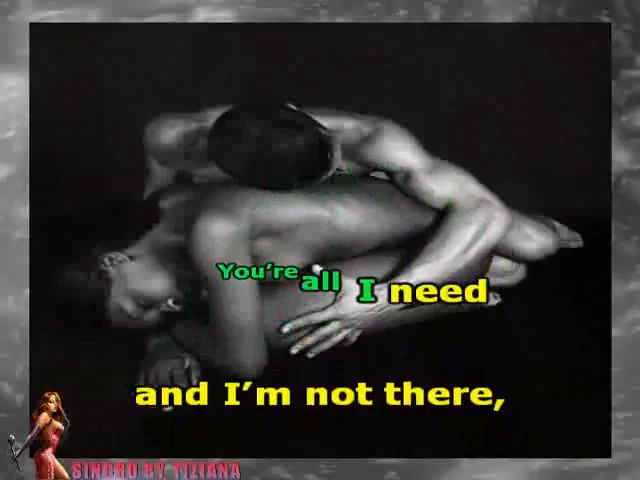 You're all I need
and I'm not there,
SINCRO BY TIZIANA